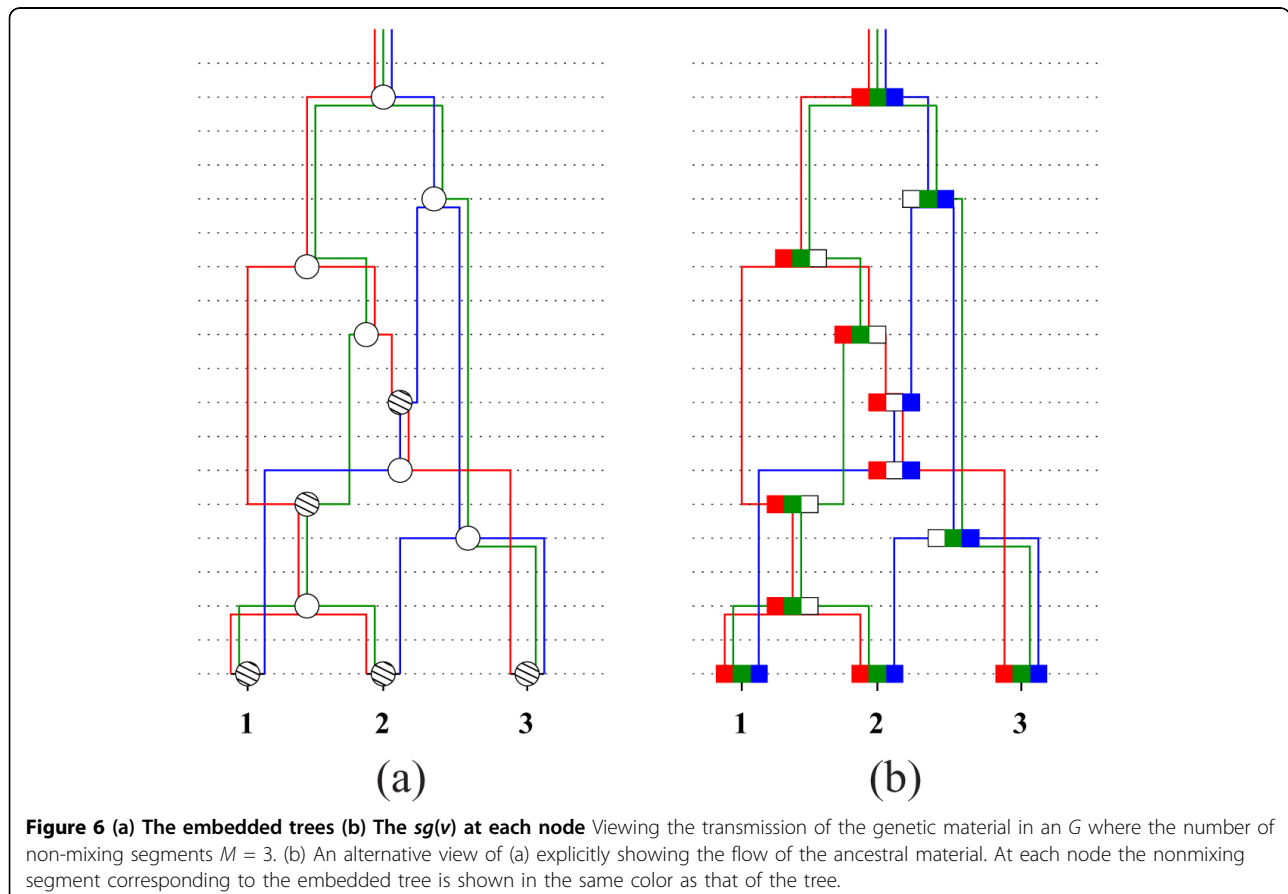 1 2 3 1 2 3
(a) (b)
Figure 6 (a) The embedded trees (b) The sg(v) at each node Viewing the transmission of the genetic material in an G where the number of
non-mixing segments M = 3. (b) An alternative view of (a) explicitly showing the flow of the ancestral material. At each node the nonmixing
segment corresponding to the embedded tree is shown in the same color as that of the tree.